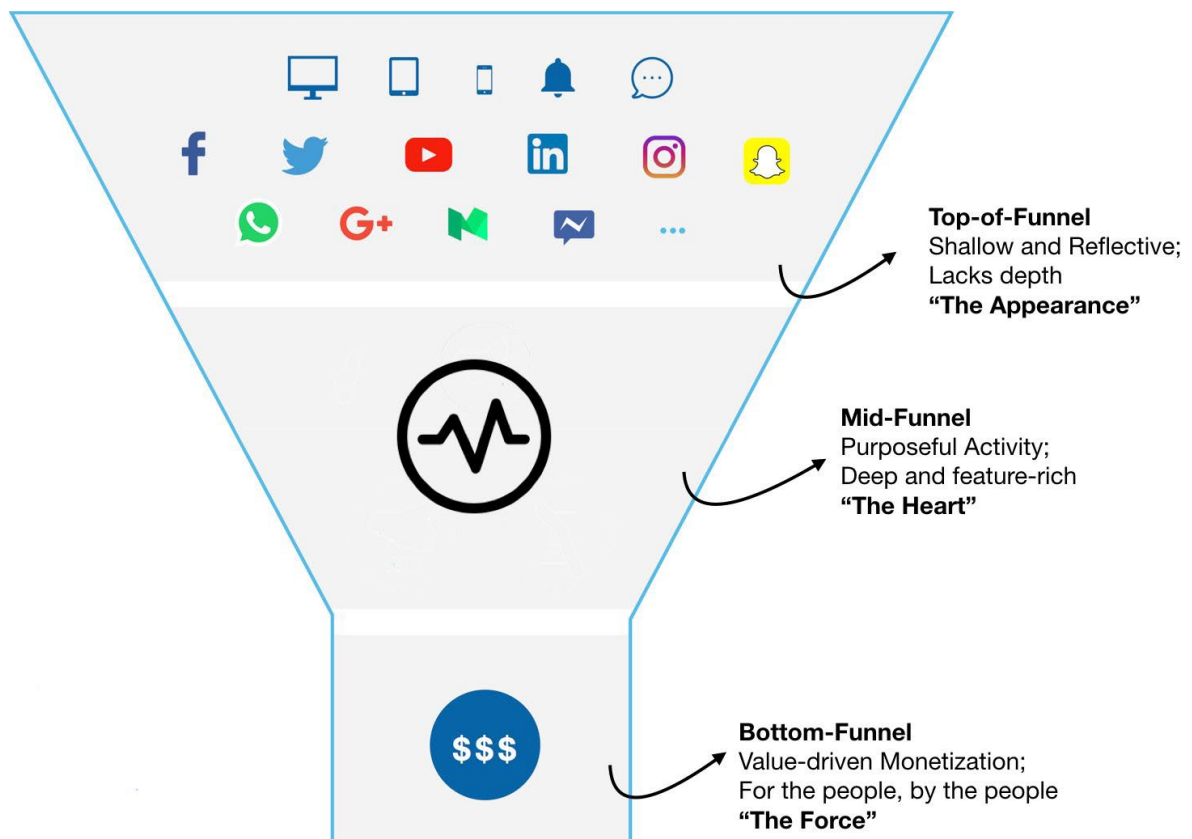 f
in
G+
Top-of-Funnel
Shallow and Reflective;
Lacks depth
“The Appearance”
Mid-Funnel
Purposeful Activity;
Deep and feature-rich
“The Heart”
$$$
Bottom-Funnel
Value-driven Monetization;
For the people, by the people
“The Force”